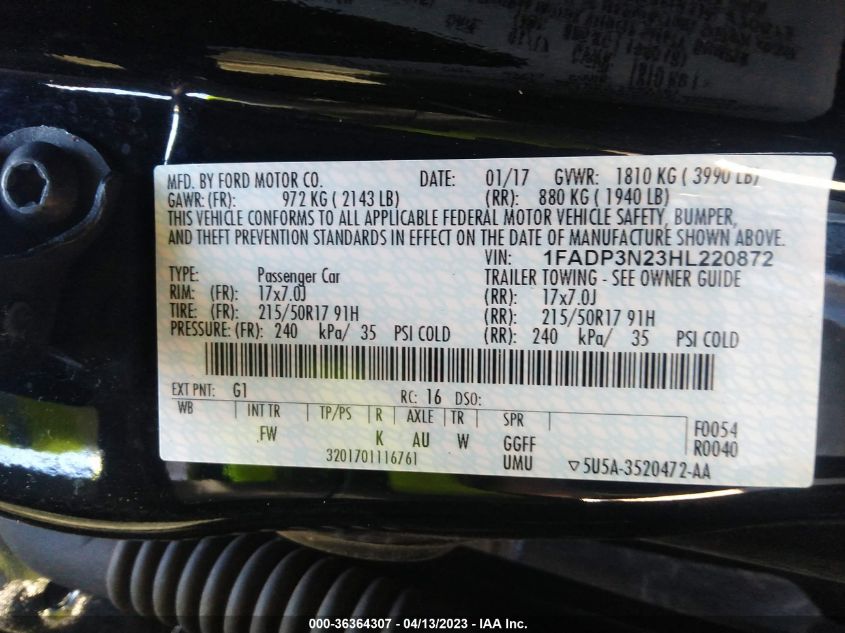 MFD. BY FORD MOTOR CO. DATE: 01/17 GVWR: 1810 KG ( 3990 LB)
GAWR: (FR): 972 KG ( 2143 LB) (RR): 880 KG ( 1940 LB)
THIS VEHICLE CONFORMS TO ALL APPLICABLE FEDERAL MOTOR VEHICLE SAFETY, BUMPER,
AND THEFT PREVENTION STANDARDS IN EFFECT ON THE DATE OF MANUFACTURE SHOWN ABOVE.
VIN: 1FADP3N23HL220872
TYPE: Passenger Car TRAILER TOWING - SEE OWNER GUIDE
RIM: (FR): 17x7.0J (RR): 17x7.0J
TIRE: (FR): 215/50R17 91H (RR): 215/50R17 91H
PRESSURE: (FR): 240 kPa/ 35 PSI COLD (RR): 240 kPa/ 35 PSI COLD
EXT PNT: G1 RC: 16 DSO:
WB INT TR TP/PS R AXLE TR SPR F0054
FW K AU W GGFF R0040
3201701116761 UMU ▽5U5A-3520472-AA
000-36364307 / 04/13/2023 - IAA Inc.